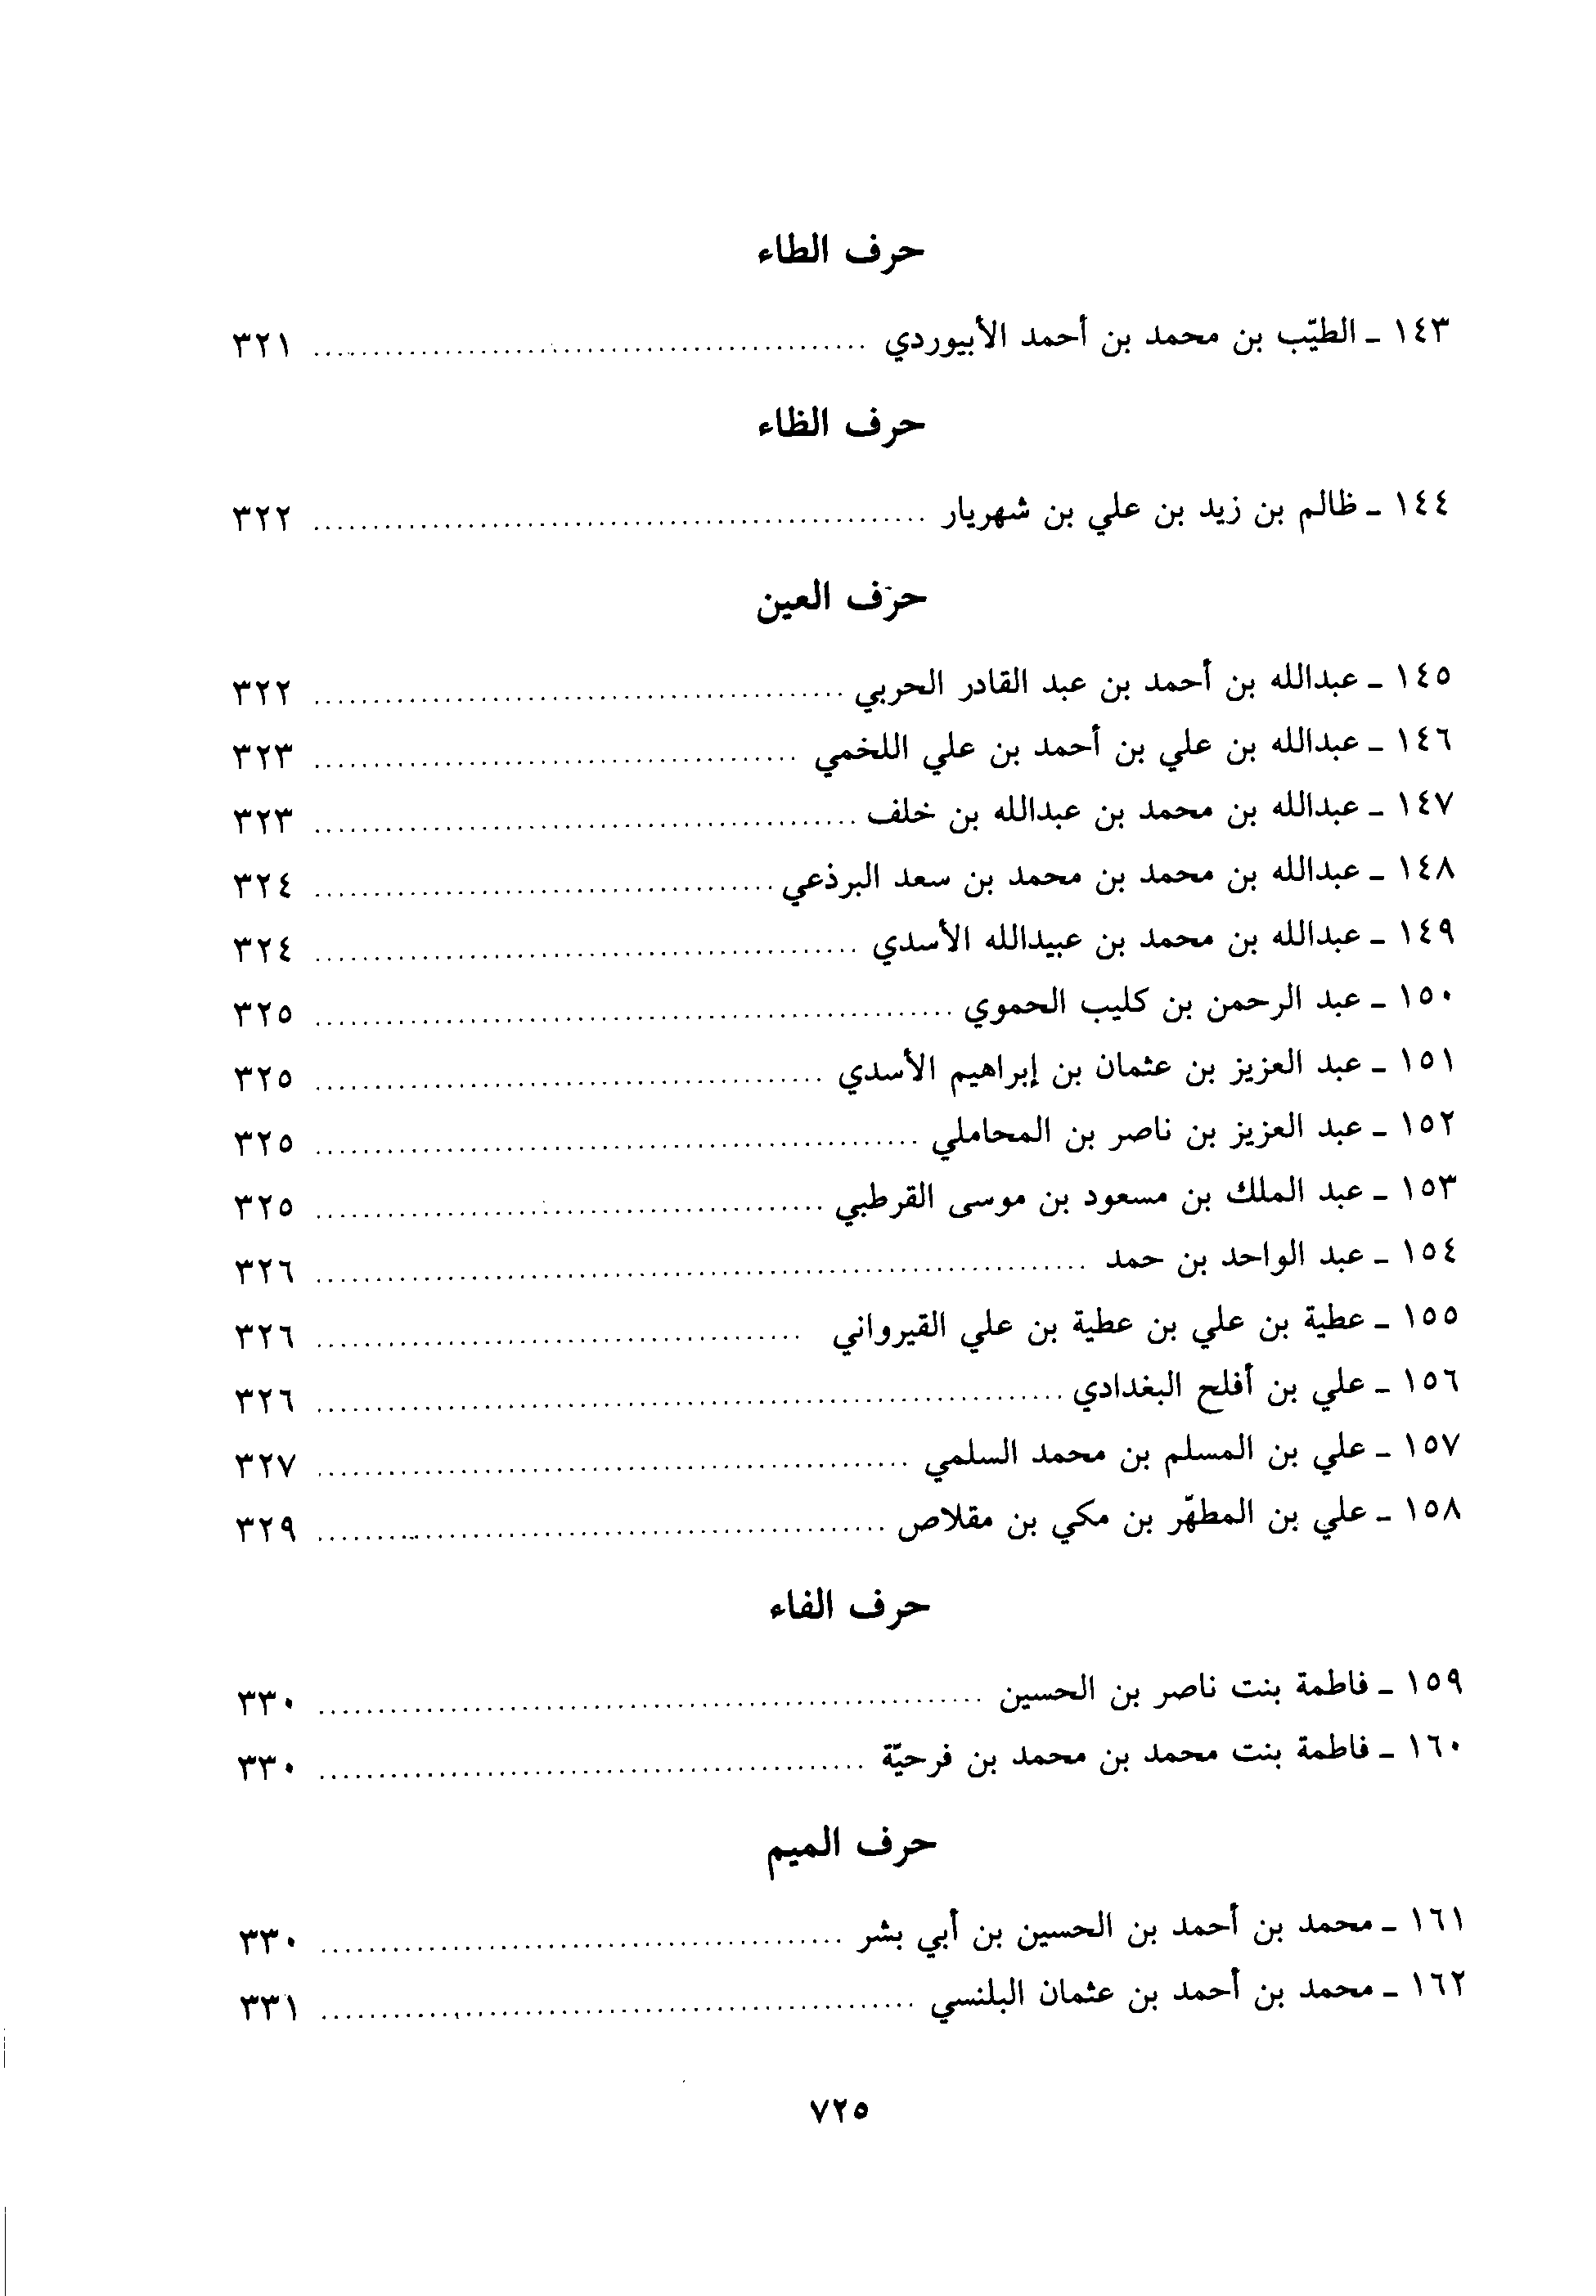 حرف الطاء
١٤٣ ـ الطيّب بن محمد بن أحمد الأبيوردي ........................ ٣٢١
حرف الظاء
١٤٤ ـ ظالم بن زيد بن علي بن شهريار ........................ ٣٢٢
حرف العين
١٤٥ ـ عبدالله بن أحمد بن عبد القادر الحربي ........................ ٣٢٢
١٤٦ ـ عبدالله بن علي بن أحمد بن علي اللخمي ........................ ٣٢٣
١٤٧ ـ عبدالله بن محمد بن عبدالله بن خلف ........................ ٣٢٣
١٤٨ ـ عبدالله بن محمد بن محمد بن سعد البرذعي ........................ ٣٢٤
١٤٩ ـ عبدالله بن محمد بن عبيدالله الأسدي ........................ ٣٢٤
١٥٠ ـ عبد الرحمن بن كليب الحموي ........................ ٣٢٥
١٥١ ـ عبد العزيز بن عثمان بن إبراهيم الأسدي ........................ ٣٢٥
١٥٢ ـ عبد العزيز بن ناصر بن المحاملي ........................ ٣٢٥
١٥٣ ـ عبد الملك بن مسعود بن موسى القرطبي ........................ ٣٢٥
١٥٤ ـ عبد الواحد بن حمد ........................ ٣٢٦
١٥٥ ـ عطية بن علي بن عطية بن علي القيرواني ........................ ٣٢٦
١٥٦ ـ علي بن أفلح البغدادي ........................ ٣٢٦
١٥٧ ـ علي بن المسلم بن محمد السلمي ........................ ٣٢٧
١٥٨ ـ علي بن المطهّر بن مكي بن مقلاص ........................ ٣٢٩
حرف الفاء
١٥٩ ـ فاطمة بنت ناصر بن الحسين ........................ ٣٣٠
١٦٠ ـ فاطمة بنت محمد بن محمد بن فرحيّة ........................ ٣٣٠
حرف الميم
١٦١ ـ محمد بن أحمد بن الحسين بن أبي بشر ........................ ٣٣٠
١٦٢ ـ محمد بن أحمد بن عثمان البلنسي ........................ ٣٣١
٧٢٥